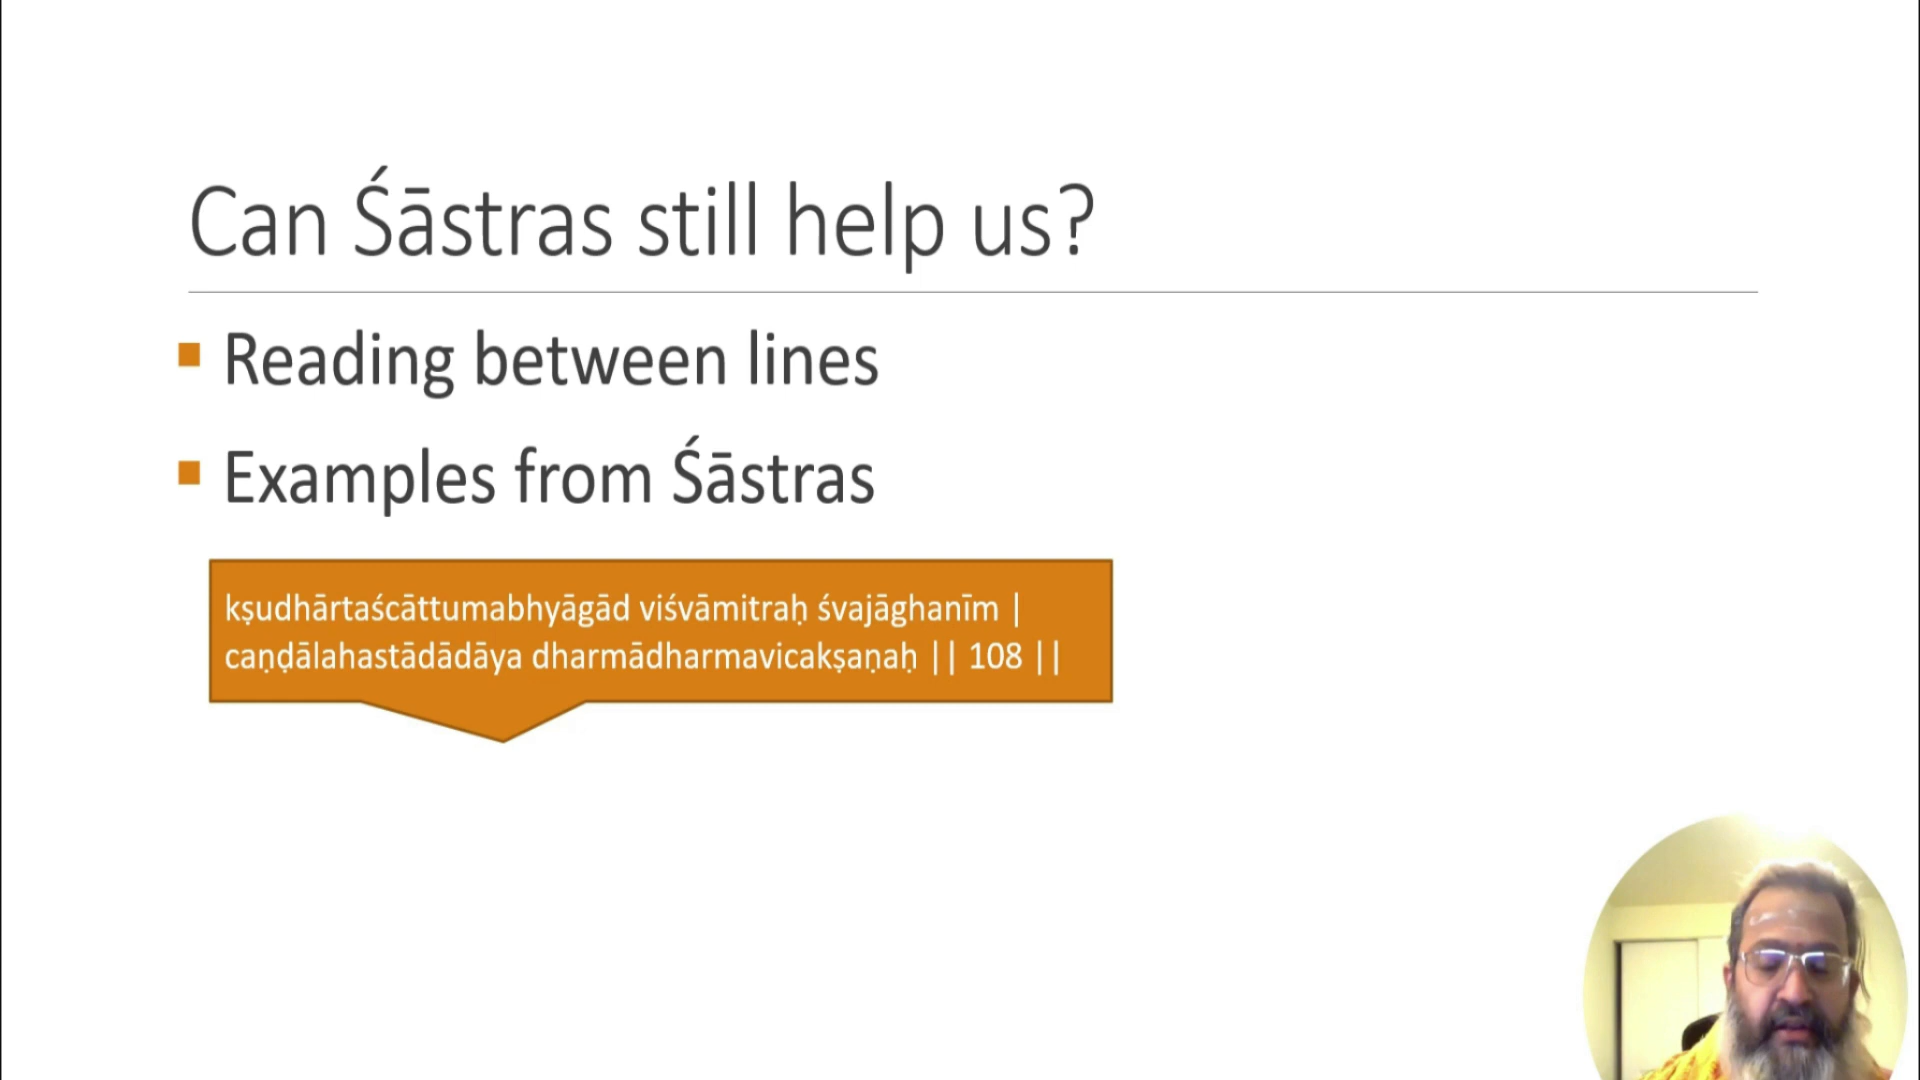 Can Śāstras still help us?
Reading between lines
Examples from Śāstras
kṣudhārtaścāttumabhyāgād viśvāmitraḥ śvajāghanīm |
caṇḍālahastādādāya dharmādharmavicakṣaṇaḥ || 108 ||